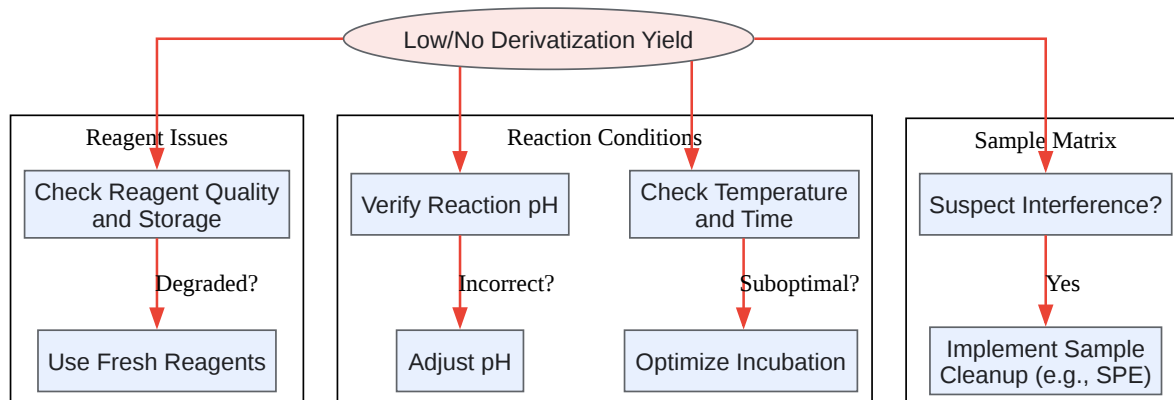 Low/No Derivatization Yield
Reagent Issues
Check Reagent Quality
and Storage
Degraded?
Use Fresh Reagents
Reaction Conditions
Verify Reaction pH
Incorrect?
Adjust pH
Check Temperature
and Time
Suboptimal?
Optimize Incubation
Sample Matrix
Suspect Interference?
Yes
Implement Sample
Cleanup (e.g., SPE)